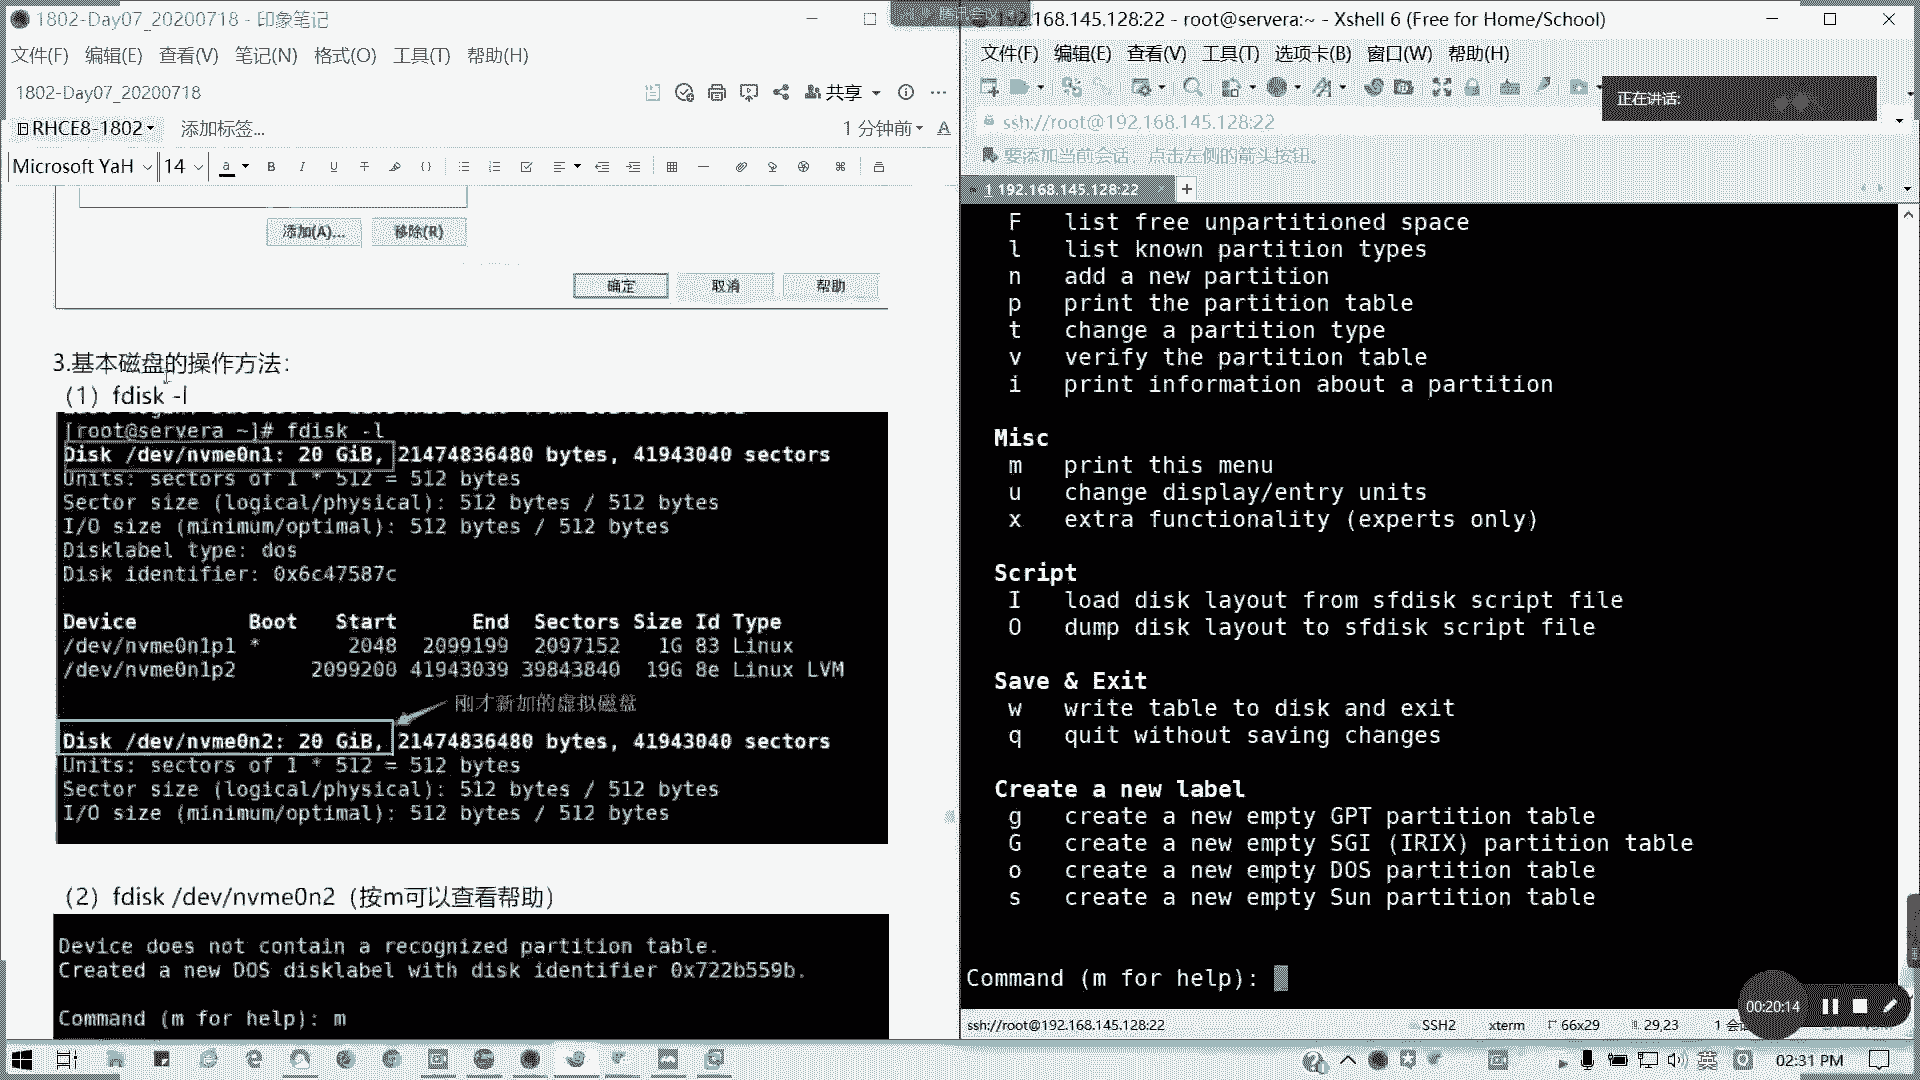 1802-Day07_20200718 - 印象笔记
文件(F) 编辑(E) 查看(V) 笔记(N) 格式(O) 工具(T) 帮助(H)
1802-Day07_20200718
共享
RHCE8-1802
添加标签...
1 分钟前
Microsoft YaH 14
添加(A)... 移除(R)
确定 取消 帮助
3.基本磁盘的操作方法：
（1）fdisk -l
[root@servera ~]# fdisk -l
Disk /dev/nvme0n1: 20 GiB, 21474836480 bytes, 41943040 sectors
Units: sectors of 1 * 512 = 512 bytes
Sector size (logical/physical): 512 bytes / 512 bytes
I/O size (minimum/optimal): 512 bytes / 512 bytes
Disklabel type: dos
Disk identifier: 0x6c47587c
Device Boot Start End Sectors Size Id Type
/dev/nvme0n1p1 * 2048 2099199 2097152 1G 83 Linux
/dev/nvme0n1p2 2099200 41943039 39843840 19G 8e Linux LVM
刚才新加的虚拟磁盘
Disk /dev/nvme0n2: 20 GiB, 21474836480 bytes, 41943040 sectors
Units: sectors of 1 * 512 = 512 bytes
Sector size (logical/physical): 512 bytes / 512 bytes
I/O size (minimum/optimal): 512 bytes / 512 bytes
（2）fdisk /dev/nvme0n2（按m可以查看帮助）
Device does not contain a recognized partition table.
Created a new DOS disklabel with disk identifier 0x722b559b.
Command (m for help): m
192.168.145.128:22 - root@servera:~ - Xshell 6 (Free for Home/School)
文件(F) 编辑(E) 查看(V) 工具(T) 选项卡(B) 窗口(W) 帮助(H)
正在讲话:
ssh://root@192.168.145.128:22
要添加当前会话，点击左侧的箭头按钮。
1 192.168.145.128:22
F list free unpartitioned space
l list known partition types
n add a new partition
p print the partition table
t change a partition type
v verify the partition table
i print information about a partition
Misc
m print this menu
u change display/entry units
x extra functionality (experts only)
Script
I load disk layout from sfdisk script file
O dump disk layout to sfdisk script file
Save & Exit
w write table to disk and exit
q quit without saving changes
Create a new label
g create a new empty GPT partition table
G create a new empty SGI (IRIX) partition table
o create a new empty DOS partition table
s create a new empty Sun partition table
Command (m for help):
00:20:14
ssh://root@192.168.145.128:22 SSH2 xterm 66x29 29,23
英 02:31 PM